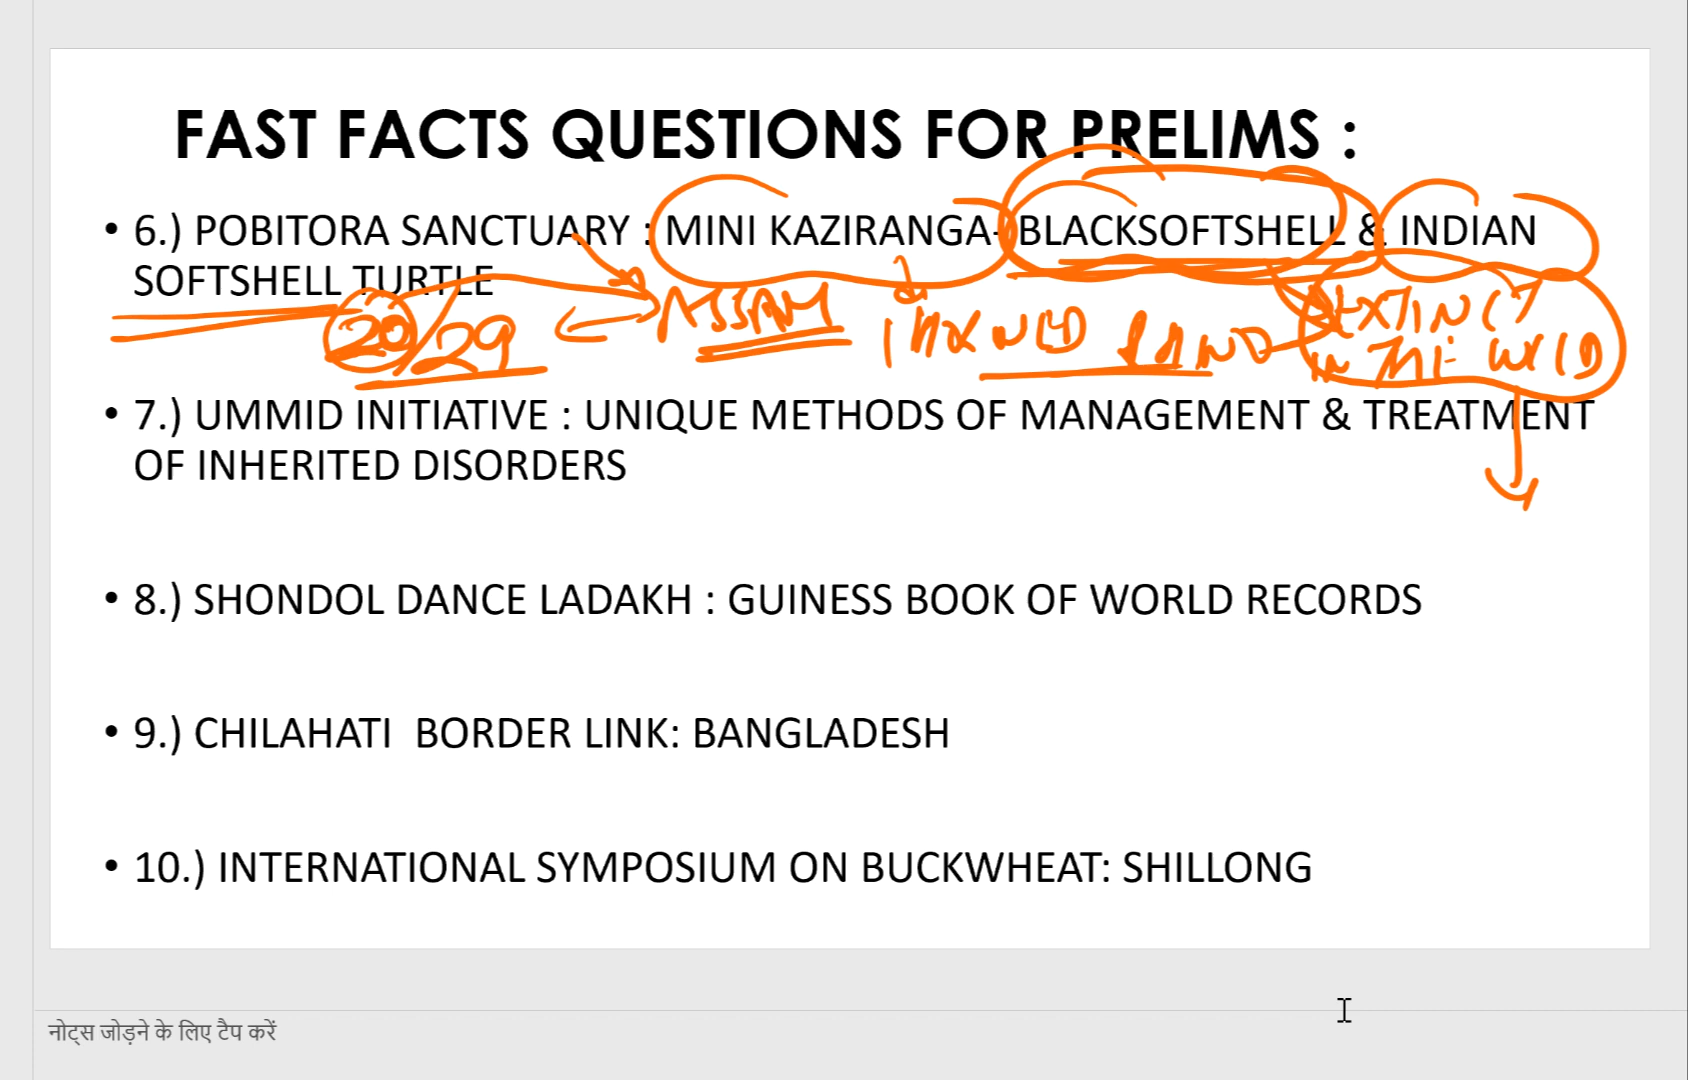 FAST FACTS QUESTIONS FOR PRELIMS :
• 6.) POBITORA SANCTUARY : MINI KAZIRANGA- BLACKSOFTSHELL & INDIAN
SOFTSHELL TURTLE
20/29
ASSAM
HORNED
EXTINCT
IN THE WILD
• 7.) UMMID INITIATIVE : UNIQUE METHODS OF MANAGEMENT & TREATMENT
OF INHERITED DISORDERS
• 8.) SHONDOL DANCE LADAKH : GUINESS BOOK OF WORLD RECORDS
• 9.) CHILAHATI  BORDER LINK: BANGLADESH
• 10.) INTERNATIONAL SYMPOSIUM ON BUCKWHEAT: SHILLONG
नोट्स जोड़ने के लिए टैप करें